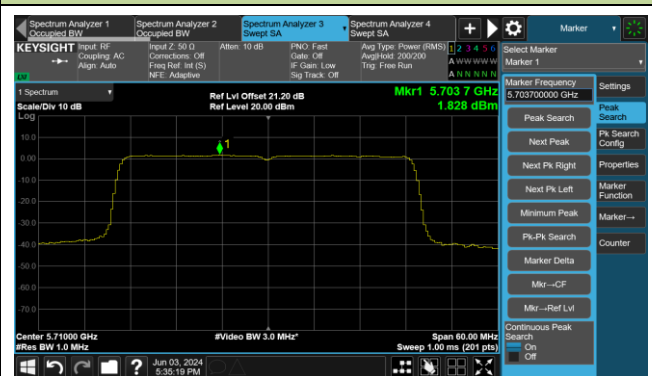 Spectrum Analyzer 1
Occupied BW
Spectrum Analyzer 2
Occupied BW
Spectrum Analyzer 3
Swept SA
Spectrum Analyzer 4
Swept SA
Marker
KEYSIGHT
Input: RF
Coupling: AC
Align: Auto
Input Z: 50 Ω
Corrections: Off
Freq Ref: Int (S)
NFE: Adaptive
Atten: 10 dB
PNO: Fast
Gate: Off
IF Gain: Low
Sig Track: Off
Avg Type: Power (RMS)
Avg|Hold: 200/200
Trig: Free Run
1 2 3 4 5 6
A W W W W W
A N N N N N
Select Marker
Marker 1
LXI
1 Spectrum
Scale/Div 10 dB
Log
Ref Lvl Offset 21.20 dB
Ref Level 20.00 dBm
Mkr1 5.703 7 GHz
1.828 dBm
10.0
0.00
-10.0
-20.0
-30.0
-40.0
-50.0
-60.0
-70.0
1
Center 5.71000 GHz
#Res BW 1.0 MHz
#Video BW 3.0 MHz*
Span 60.00 MHz
Sweep 1.00 ms (201 pts)
Marker Frequency
5.703700000 GHz
Peak Search
Next Peak
Next Pk Right
Next Pk Left
Minimum Peak
Pk-Pk Search
Marker Delta
Mkr→CF
Mkr→Ref Lvl
Continuous Peak
Search
On
Off
Settings
Peak
Search
Pk Search
Config
Properties
Marker
Function
Marker→
Counter
?
Jun 03, 2024
5:35:19 PM